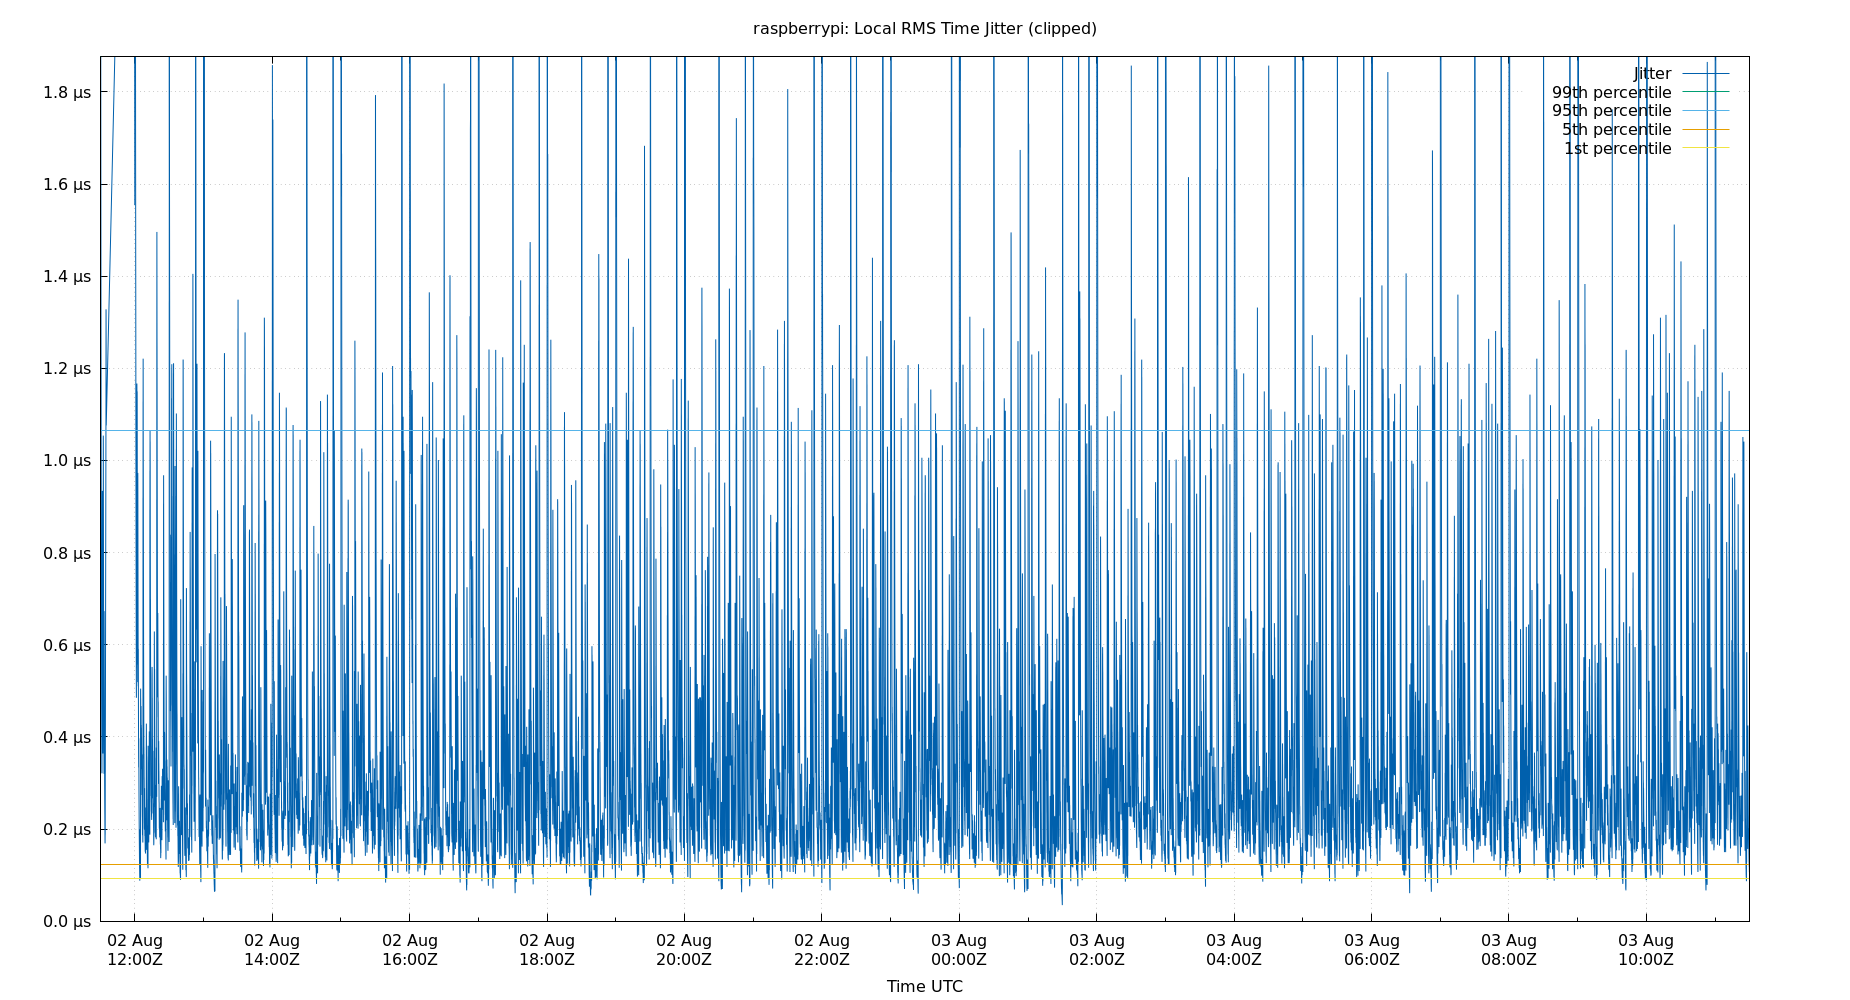 raspberrypi: Local RMS Time Jitter (clipped)
Jitter
99th percentile
95th percentile
5th percentile
1st percentile
1.8 µs
1.6 µs
1.4 µs
1.2 µs
1.0 µs
0.8 µs
0.6 µs
0.4 µs
0.2 µs
0.0 µs
02 Aug 02 Aug 02 Aug 02 Aug 02 Aug 02 Aug 03 Aug 03 Aug 03 Aug 03 Aug 03 Aug 03 Aug
12:00Z 14:00Z 16:00Z 18:00Z 20:00Z 22:00Z 00:00Z 02:00Z 04:00Z 06:00Z 08:00Z 10:00Z
Time UTC